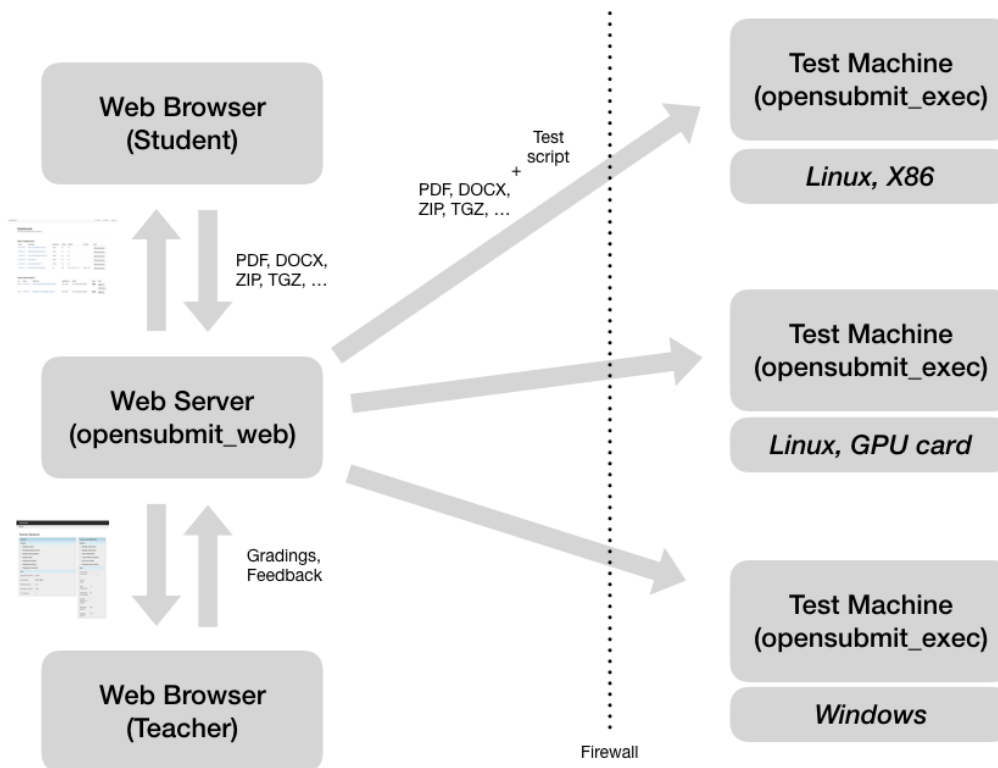 Web Browser
(Student)
PDF, DOCX,
ZIP, TGZ, …
Web Server
(opensubmit_web)
Gradings,
Feedback
Web Browser
(Teacher)
Test
script
+
PDF, DOCX,
ZIP, TGZ, …
Firewall
Test Machine
(opensubmit_exec)
Linux, X86
Test Machine
(opensubmit_exec)
Linux, GPU card
Test Machine
(opensubmit_exec)
Windows